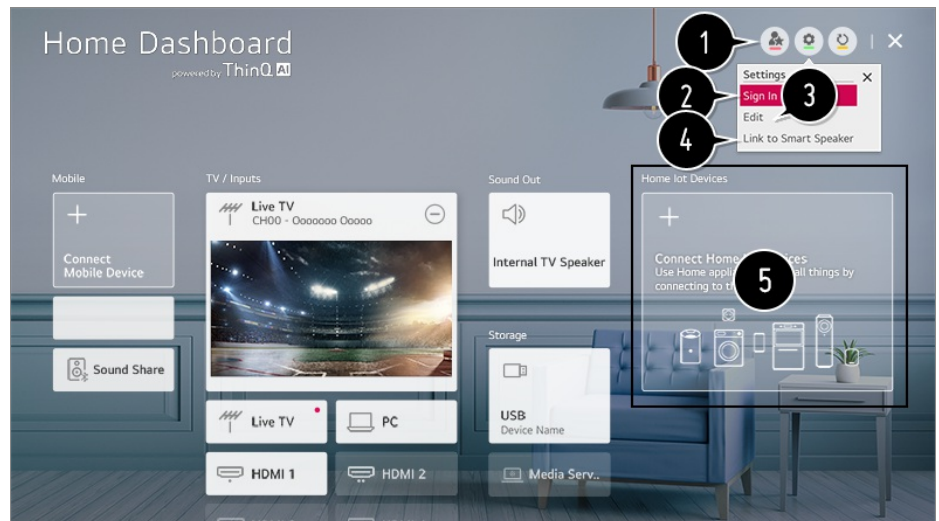 Home Dashboard
powered by ThinQ AI
1
Settings
2
Sign In
3
Edit
4
Link to Smart Speaker
Mobile
TV / Inputs
Sound Out
Home Iot Devices
Connect
Mobile Device
Live TV
CH00 - Ooooooo Ooooo
Internal TV Speaker
Connect Home
Use Home all things by
connecting to
5
Sound Share
Storage
USB
Device Name
Live TV
PC
HDMI 1
HDMI 2
Media Serv..